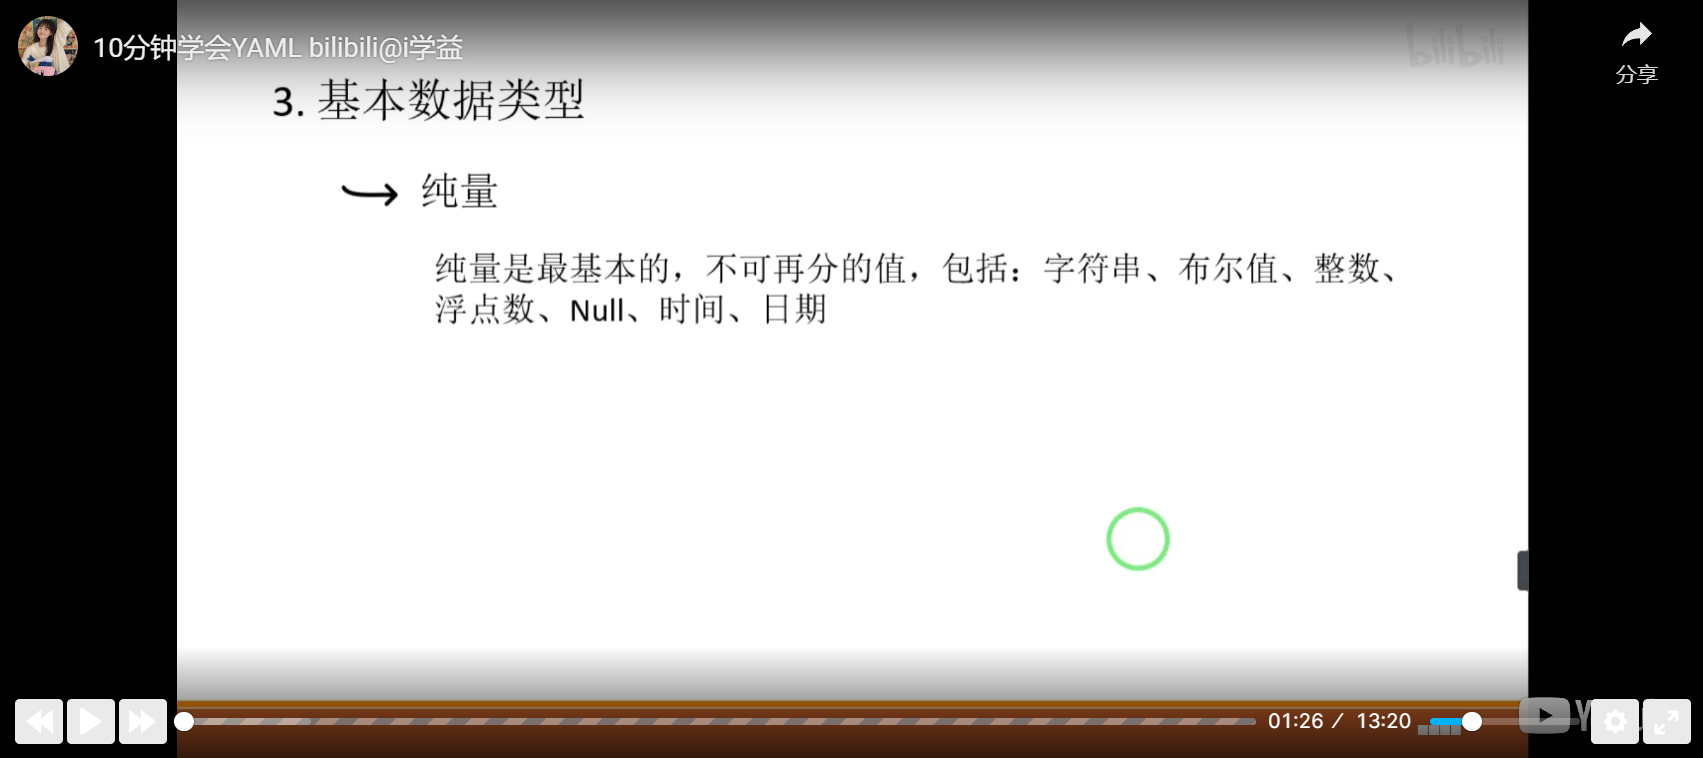 10分钟学会YAML bilibili@i学益
bilibili
分享
3. 基本数据类型
纯量
纯量是最基本的，不可再分的值，包括：字符串、布尔值、整数、
浮点数、Null、时间、日期
01:26 / 13:20